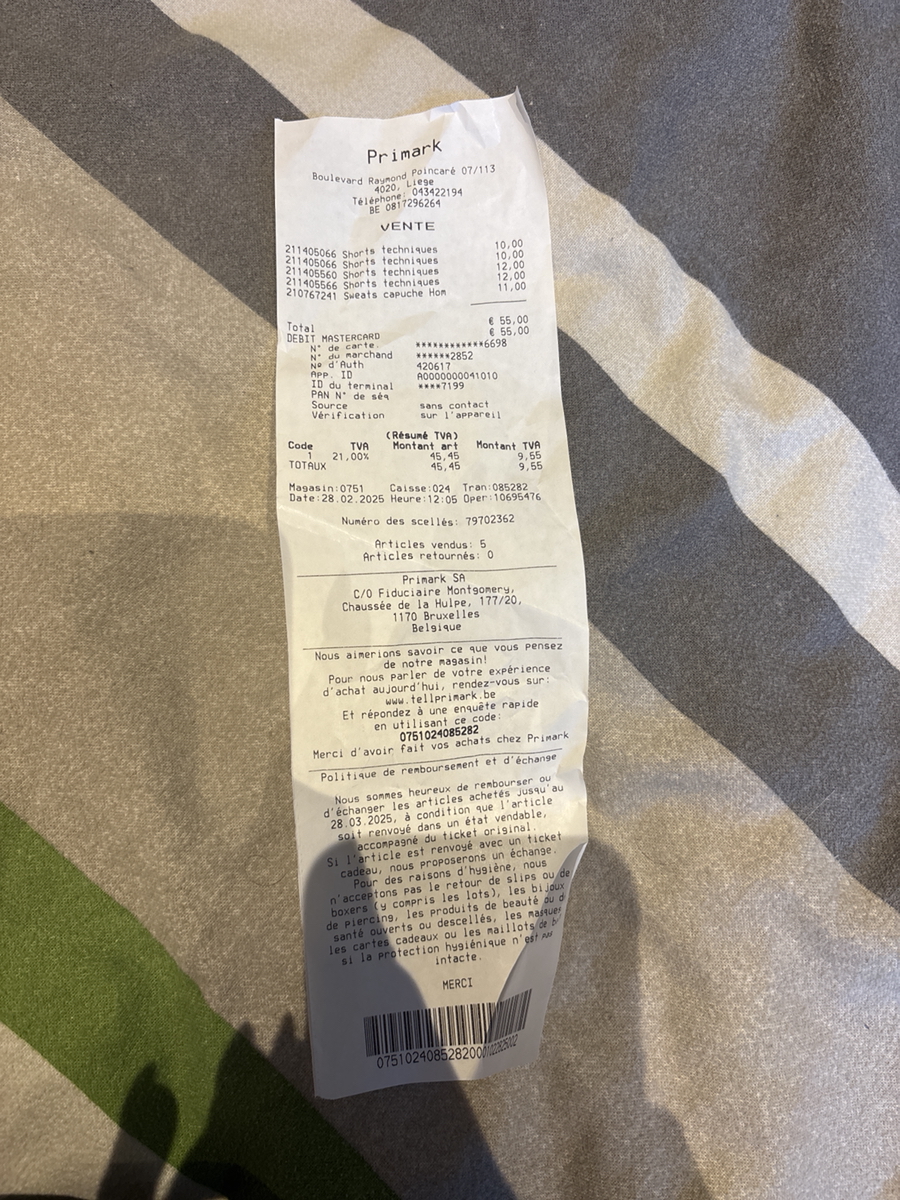 Primark
Boulevard Raymond Poincaré 07/113
4020, Liege
Téléphone: 043422194
BE 0817296264
VENTE
211405066 Shorts techniques 10,00
211405066 Shorts techniques 10,00
211405560 Shorts techniques 12,00
211405566 Shorts techniques 12,00
210767241 Sweats capuche Hom 11,00
Total € 55,00
DEBIT MASTERCARD € 55,00
N° de carte. ************6698
N° du marchand ******2852
Nº d'Auth 420617
APP. ID A0000000041010
ID du terminal ****7199
PAN N° de séq
Source sans contact
Vérification sur l'appareil
(Résumé TVA)
Code TVA Montant art Montant TVA
1 21,00% 45,45 9,55
TOTAUX 45,45 9,55
Magasin:0751 Caisse:024 Tran:085282
Date:28.02.2025 Heure:12:05 Oper:10695476
Numéro des scellés: 79702362
Articles vendus: 5
Articles retournés: 0
Primark SA
C/O Fiduciaire Montgomery,
Chaussée de la Hulpe, 177/20,
1170 Bruxelles
Belgique
Nous aimerions savoir ce que vous pensez
de notre magasin!
Pour nous parler de votre expérience
d'achat aujourd'hui, rendez-vous sur:
www.tellprimark.be
Et répondez à une enquête rapide
en utilisant ce code:
0751024085282
Merci d'avoir fait vos achats chez Primark
Politique de remboursement et d'échange
Nous sommes heureux de rembourser ou
d'échanger les articles achetés jusqu'au
28.03.2025, à condition que l'article
soit renvoyé dans un état vendable,
accompagné du ticket original.
Si l'article est renvoyé avec un ticket
cadeau, nous proposerons un échange.
Pour des raisons d'hygiène, nous
n'acceptons pas le retour de slips ou de
boxers (y compris les lots), les bijoux
de piercing, les produits de beauté ou
santé ouverts ou descellés, les masques
les cartes cadeaux ou les maillots de
si la protection hygiénique n'est pas
intacte.
MERCI